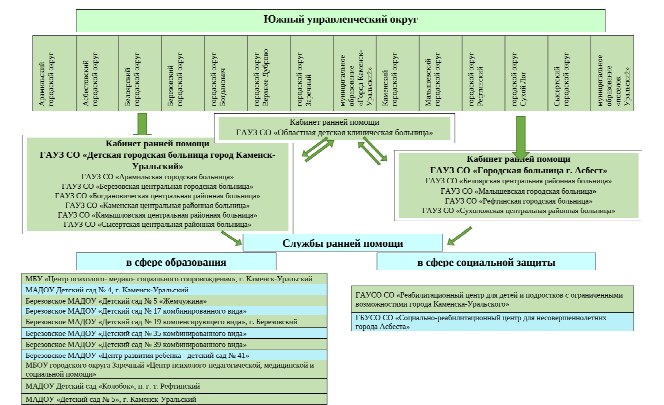 Южный управленческий округ
Арамильский
городской округ
Асбестовский
городской округ
Белоярский
городской округ
Березовский
городской округ
городской округ
Богданович
городской округ
Верхнее Дуброво
городской округ
Заречный
муниципальное
образование
«Город Каменск-
Уральский»
Каменский
городской округ
Малышевский
городской округ
городской округ
Рефтинский
городской округ
Сухой Лог
Сысертский
городской округ
муниципальное
образование
«поселок
Уральский»
Кабинет ранней помощи
ГАУЗ СО «Областная детская клиническая больница»
Кабинет ранней помощи
ГАУЗ СО «Детская городская больница город Каменск-
Уральский»
ГАУЗ СО «Арамильская городская больница»
ГАУЗ СО «Березовская центральная городская больница»
ГАУЗ СО «Богдановичская центральная районная больница»
ГАУЗ СО «Каменская центральная районная больница»
ГАУЗ СО «Камышловская центральная районная больница»
ГАУЗ СО «Сысертская центральная районная больница»
Кабинет ранней помощи
ГАУЗ СО «Городская больница г. Асбест»
ГАУЗ СО «Белоярская центральная районная больница»
ГАУЗ СО «Малышевская городская больница»
ГАУЗ СО «Рефтинская городская больница»
ГАУЗ СО «Сухоложская центральная районная больница»
Службы ранней помощи
в сфере образования
в сфере социальной защиты
МБУ «Центр психолого- медико- социального сопровождения», г. Каменск-Уральский
МАДОУ Детский сад № 4, г. Каменск-Уральский
Березовское МАДОУ «Детский сад № 5 «Жемчужина»
Березовское МАДОУ «Детский сад № 17 комбинированного вида»
Березовское МАДОУ «Детский сад № 19 компенсирующего вида», г. Березовский
Березовское МАДОУ «Детский сад № 35 комбинированного вида»
Березовское МАДОУ «Детский сад № 39 комбинированного вида»
Березовское МАДОУ «Центр развития ребенка - детский сад № 41»
МБОУ городского округа Заречный «Центр психолого-педагогической, медицинской и
социальной помощи»
МАДОУ Детский сад «Колобок», п. г. т. Рефтинский
МАДОУ «Детский сад № 5», г. Каменск-Уральский
ГАУСО СО «Реабилитационный центр для детей и подростков с ограниченными
возможностями города Каменска-Уральского»
ГБУСО СО «Социально-реабилитационный центр для несовершеннолетних
города Асбеста»